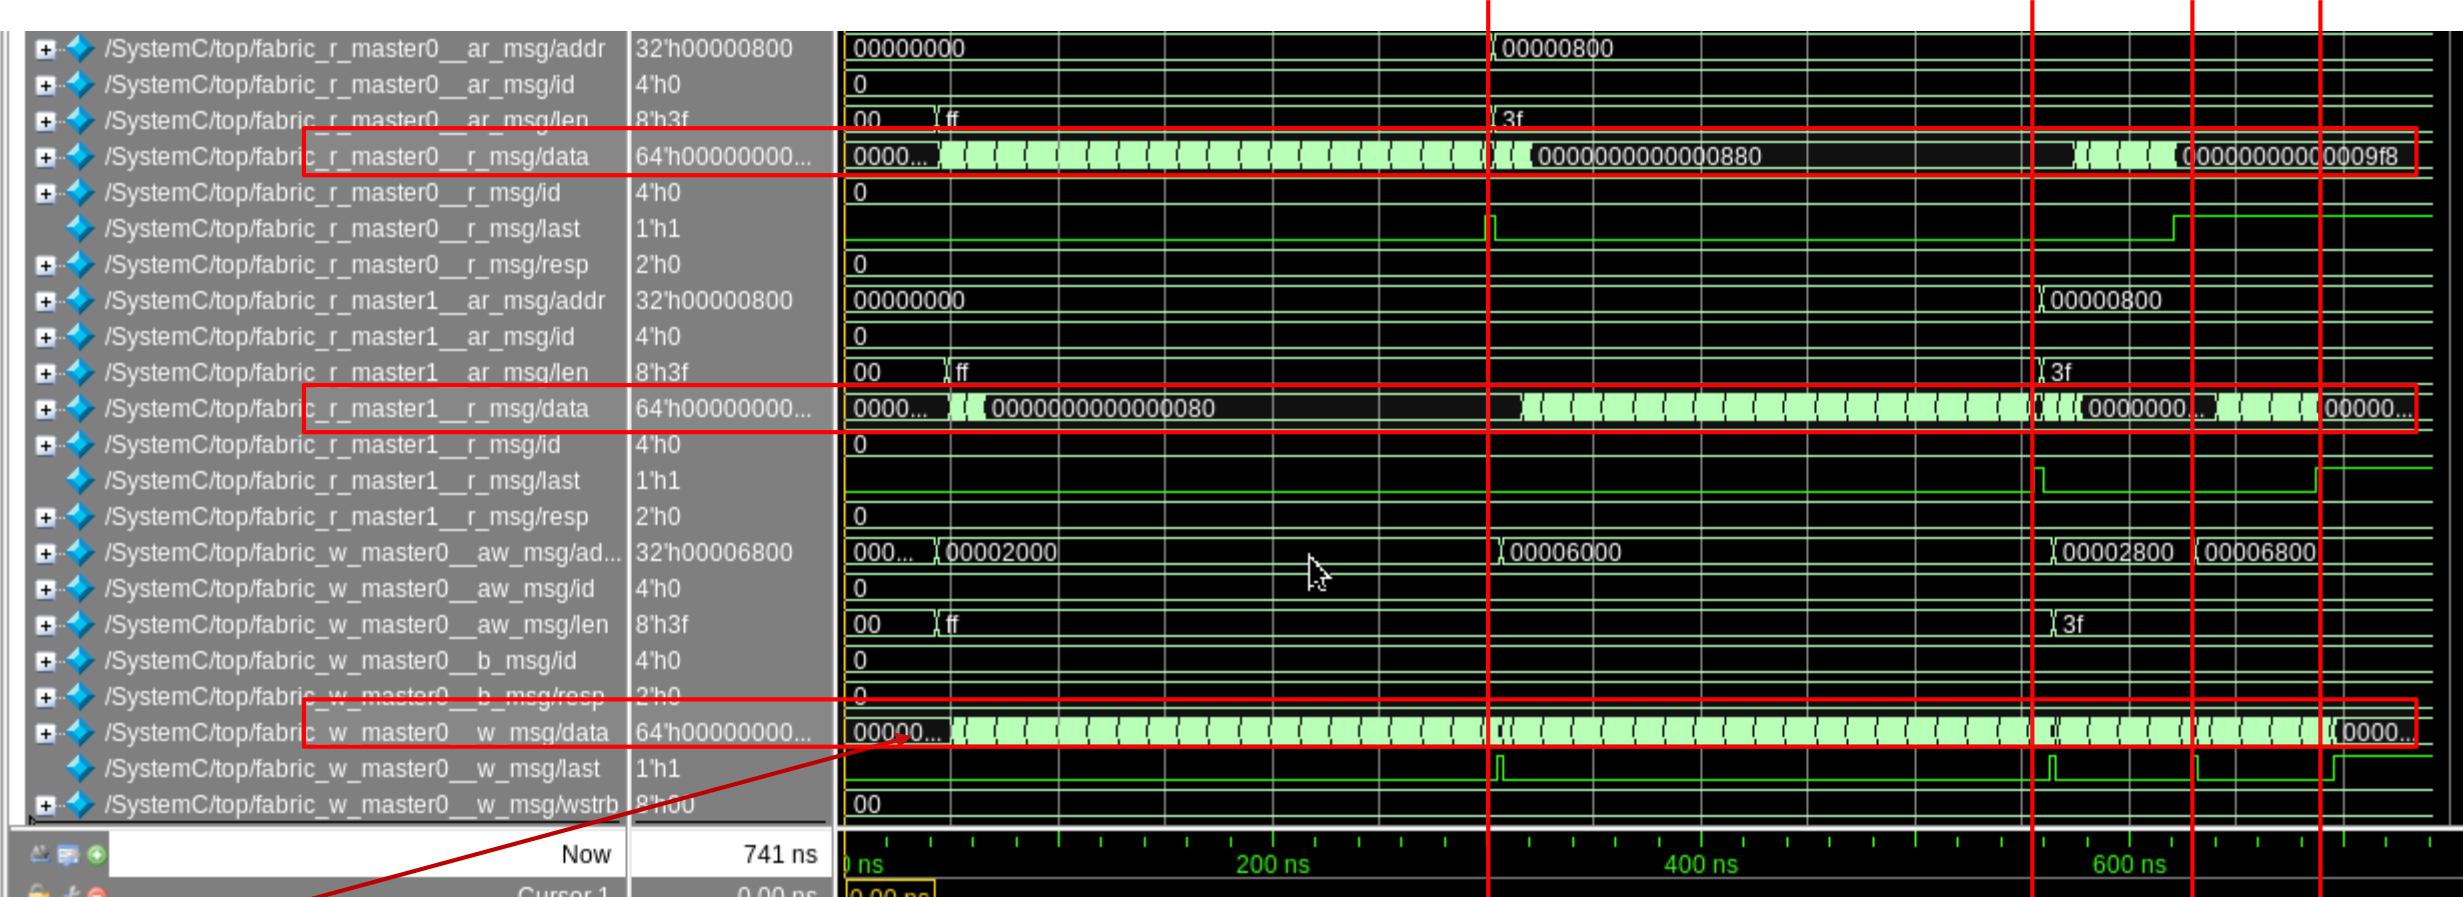 /SystemC/top/fabric_r_master0__ar_msg/addr 32'h00000800 00000000 00000800
/SystemC/top/fabric_r_master0__ar_msg/id 4'h0 0
/SystemC/top/fabric_r_master0__ar_msg/len 8'h3f 00 ff 3f
/SystemC/top/fabric_r_master0__r_msg/data 64'h00000000... 0000... 0000000000000880 00000000000009f8
/SystemC/top/fabric_r_master0__r_msg/id 4'h0 0
/SystemC/top/fabric_r_master0__r_msg/last 1'h1
/SystemC/top/fabric_r_master0__r_msg/resp 2'h0 0
/SystemC/top/fabric_r_master1__ar_msg/addr 32'h00000800 00000000 00000800
/SystemC/top/fabric_r_master1__ar_msg/id 4'h0 0
/SystemC/top/fabric_r_master1__ar_msg/len 8'h3f 00 ff 3f
/SystemC/top/fabric_r_master1__r_msg/data 64'h00000000... 0000... 0000000000000080 0000000... 00000...
/SystemC/top/fabric_r_master1__r_msg/id 4'h0 0
/SystemC/top/fabric_r_master1__r_msg/last 1'h1
/SystemC/top/fabric_r_master1__r_msg/resp 2'h0 0
/SystemC/top/fabric_w_master0__aw_msg/ad... 32'h00006800 000... 00002000 00006000 00002800 00006800
/SystemC/top/fabric_w_master0__aw_msg/id 4'h0 0
/SystemC/top/fabric_w_master0__aw_msg/len 8'h3f 00 ff 3f
/SystemC/top/fabric_w_master0__b_msg/id 4'h0 0
/SystemC/top/fabric_w_master0__b_msg/resp 2'h0 0
/SystemC/top/fabric_w_master0__w_msg/data 64'h00000000... 00000... 0000...
/SystemC/top/fabric_w_master0__w_msg/last 1'h1
/SystemC/top/fabric_w_master0__w_msg/wstrb 8'h00 00
Now 741 ns 0 ns 200 ns 400 ns 600 ns
Cursor 1 0.00 ns 0.00 ns